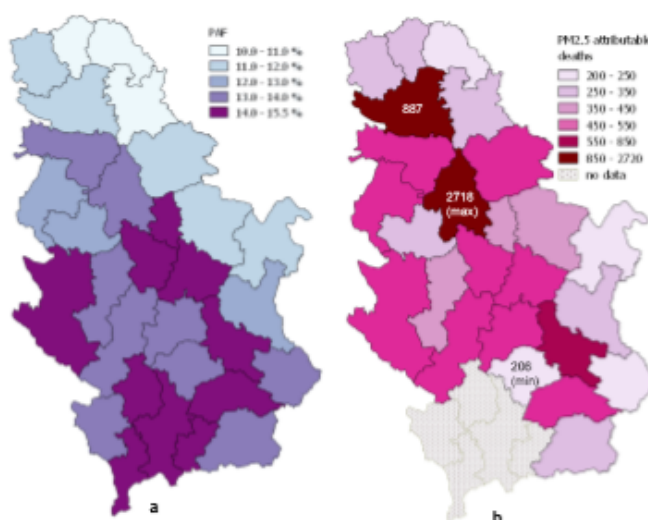 PAF
10.0 - 11.0 %
11.0 - 12.0 %
12.0 - 13.0 %
13.0 - 14.0 %
14.0 - 15.5 %
a
PM2.5 attributable
deaths
200 - 250
250 - 350
350 - 450
450 - 550
550 - 850
850 - 2720
no data
887
2718
(max)
206
(min)
b